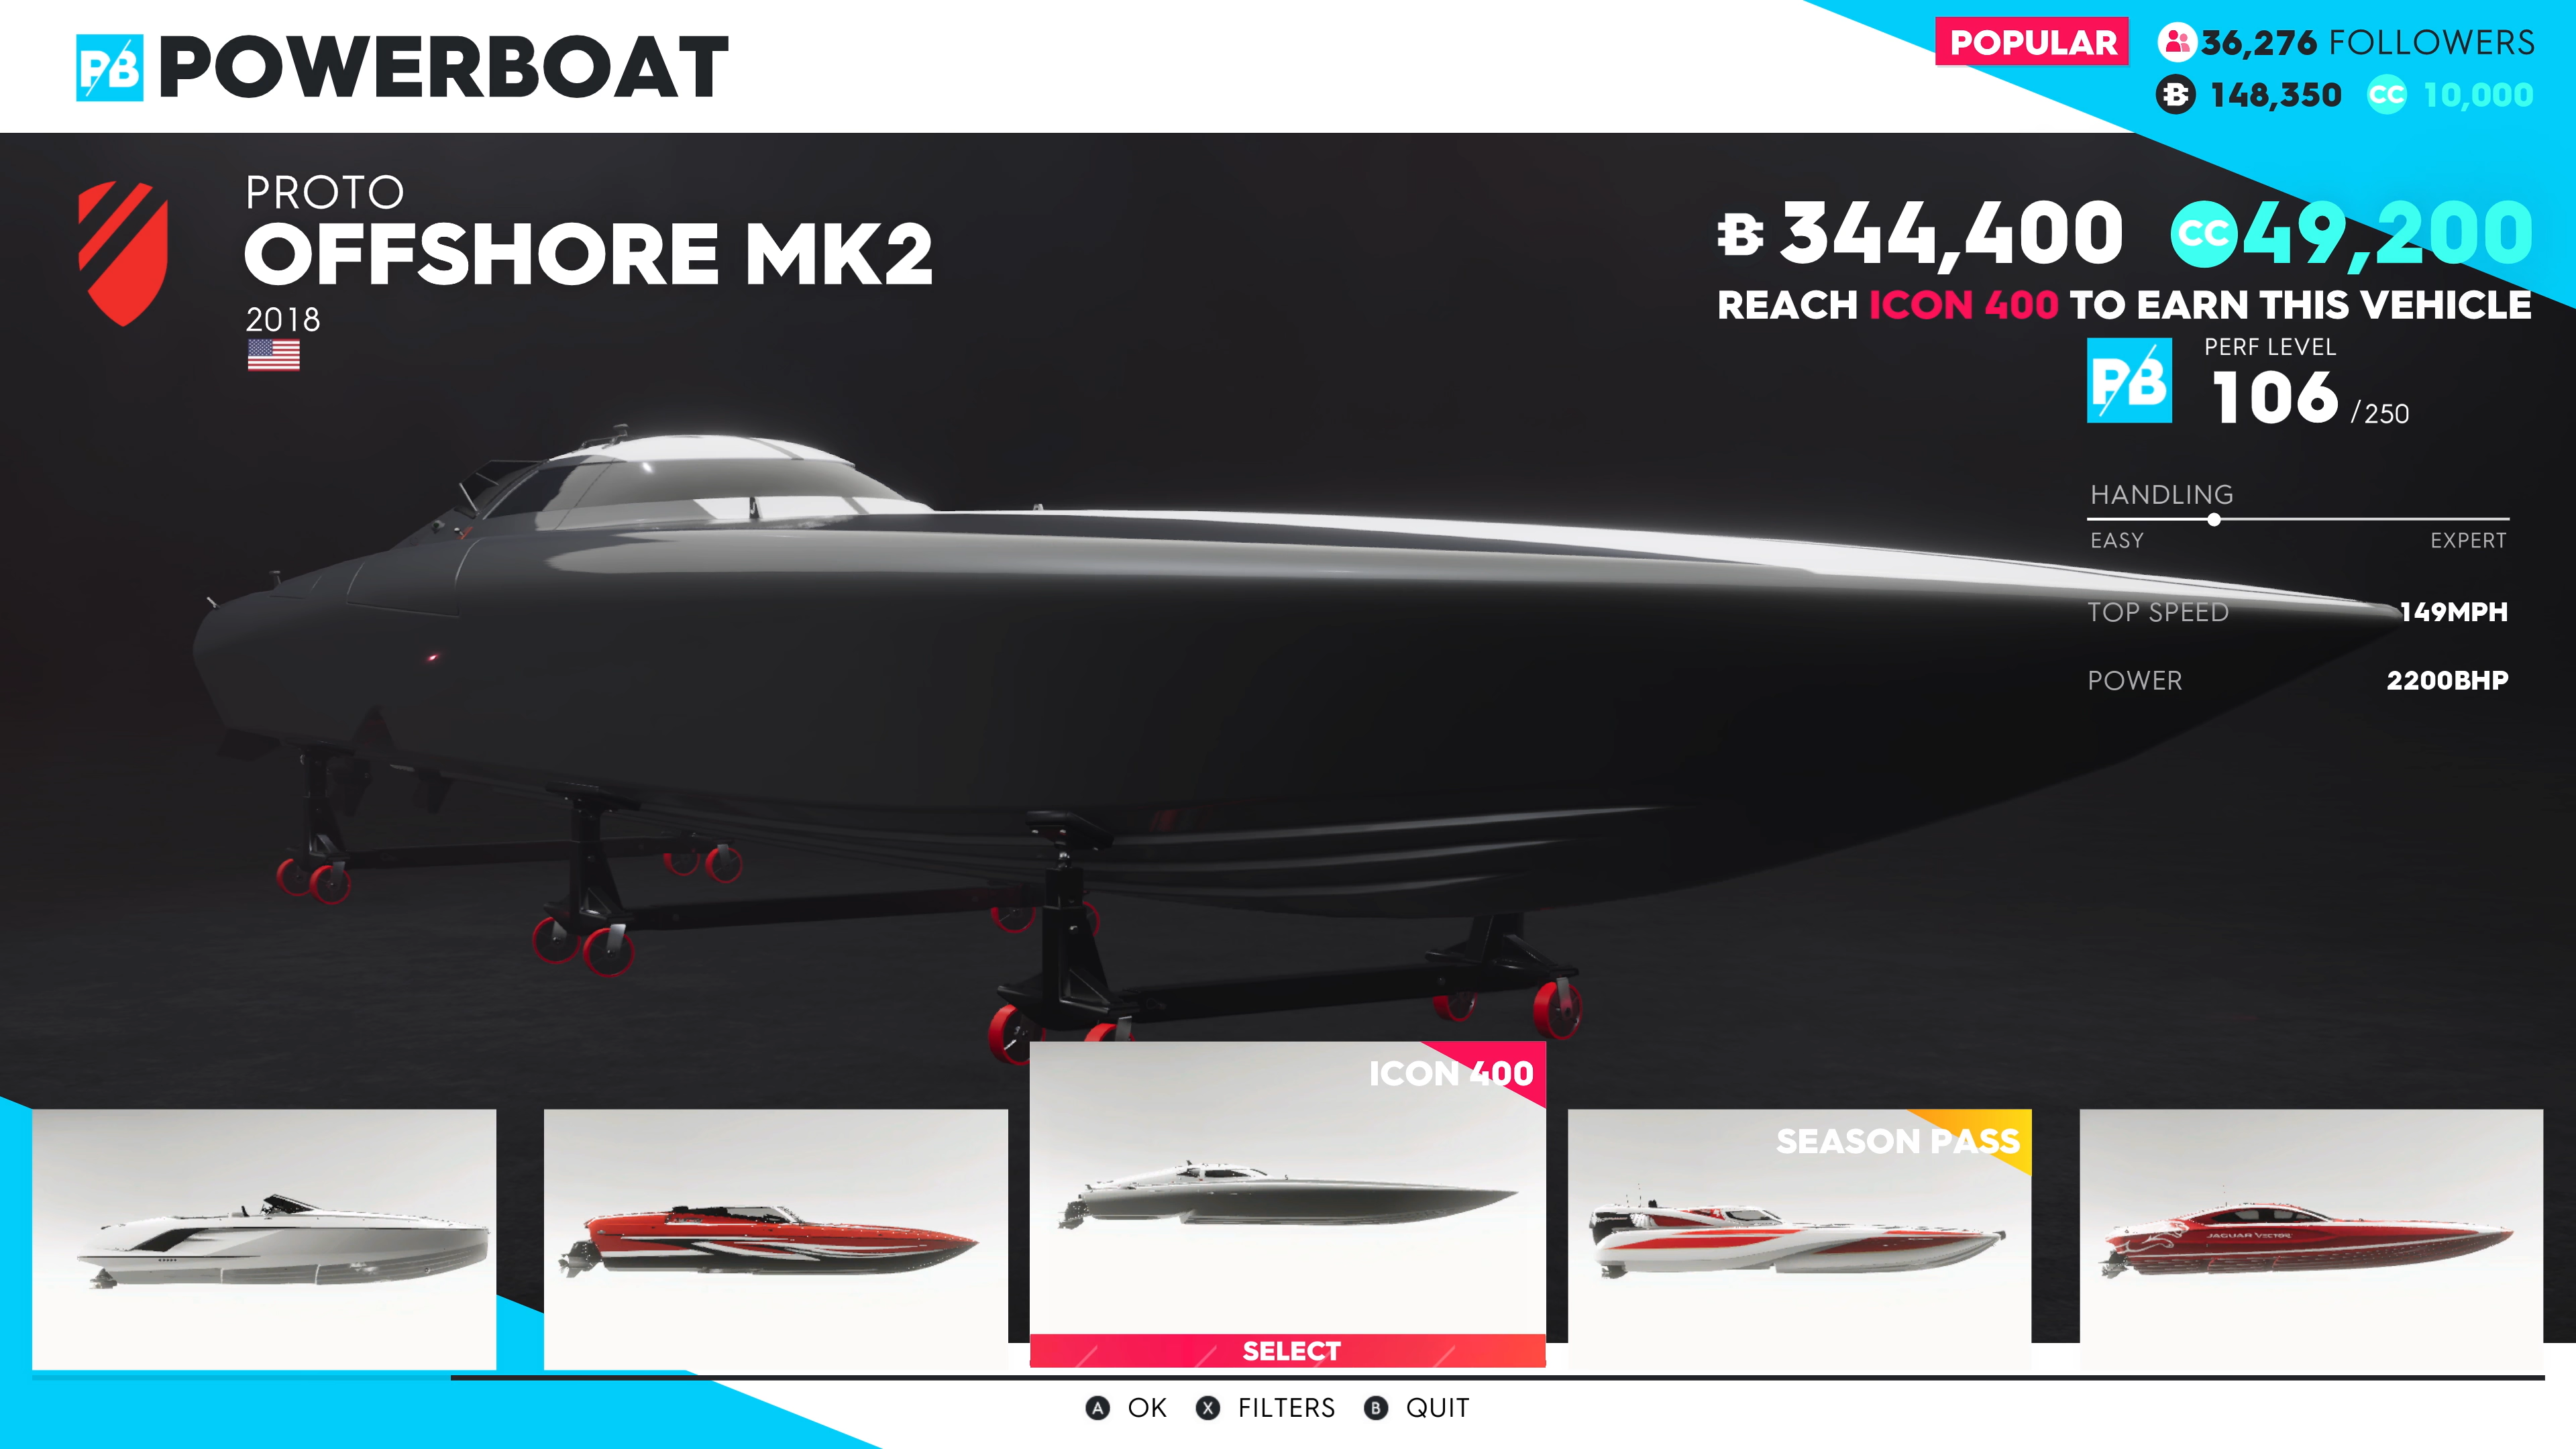 PB POWERBOAT
POPULAR 36,276 FOLLOWERS
148,350 CC 10,000
PROTO
OFFSHORE MK2
2018
344,400 CC 49,200
REACH ICON 400 TO EARN THIS VEHICLE
PB
PERF LEVEL
106 /250
HANDLING
EASY EXPERT
TOP SPEED 149MPH
POWER 2200BHP
ICON 400
SEASON PASS
JAGUAR VECTOR
SELECT
A OK X FILTERS B QUIT